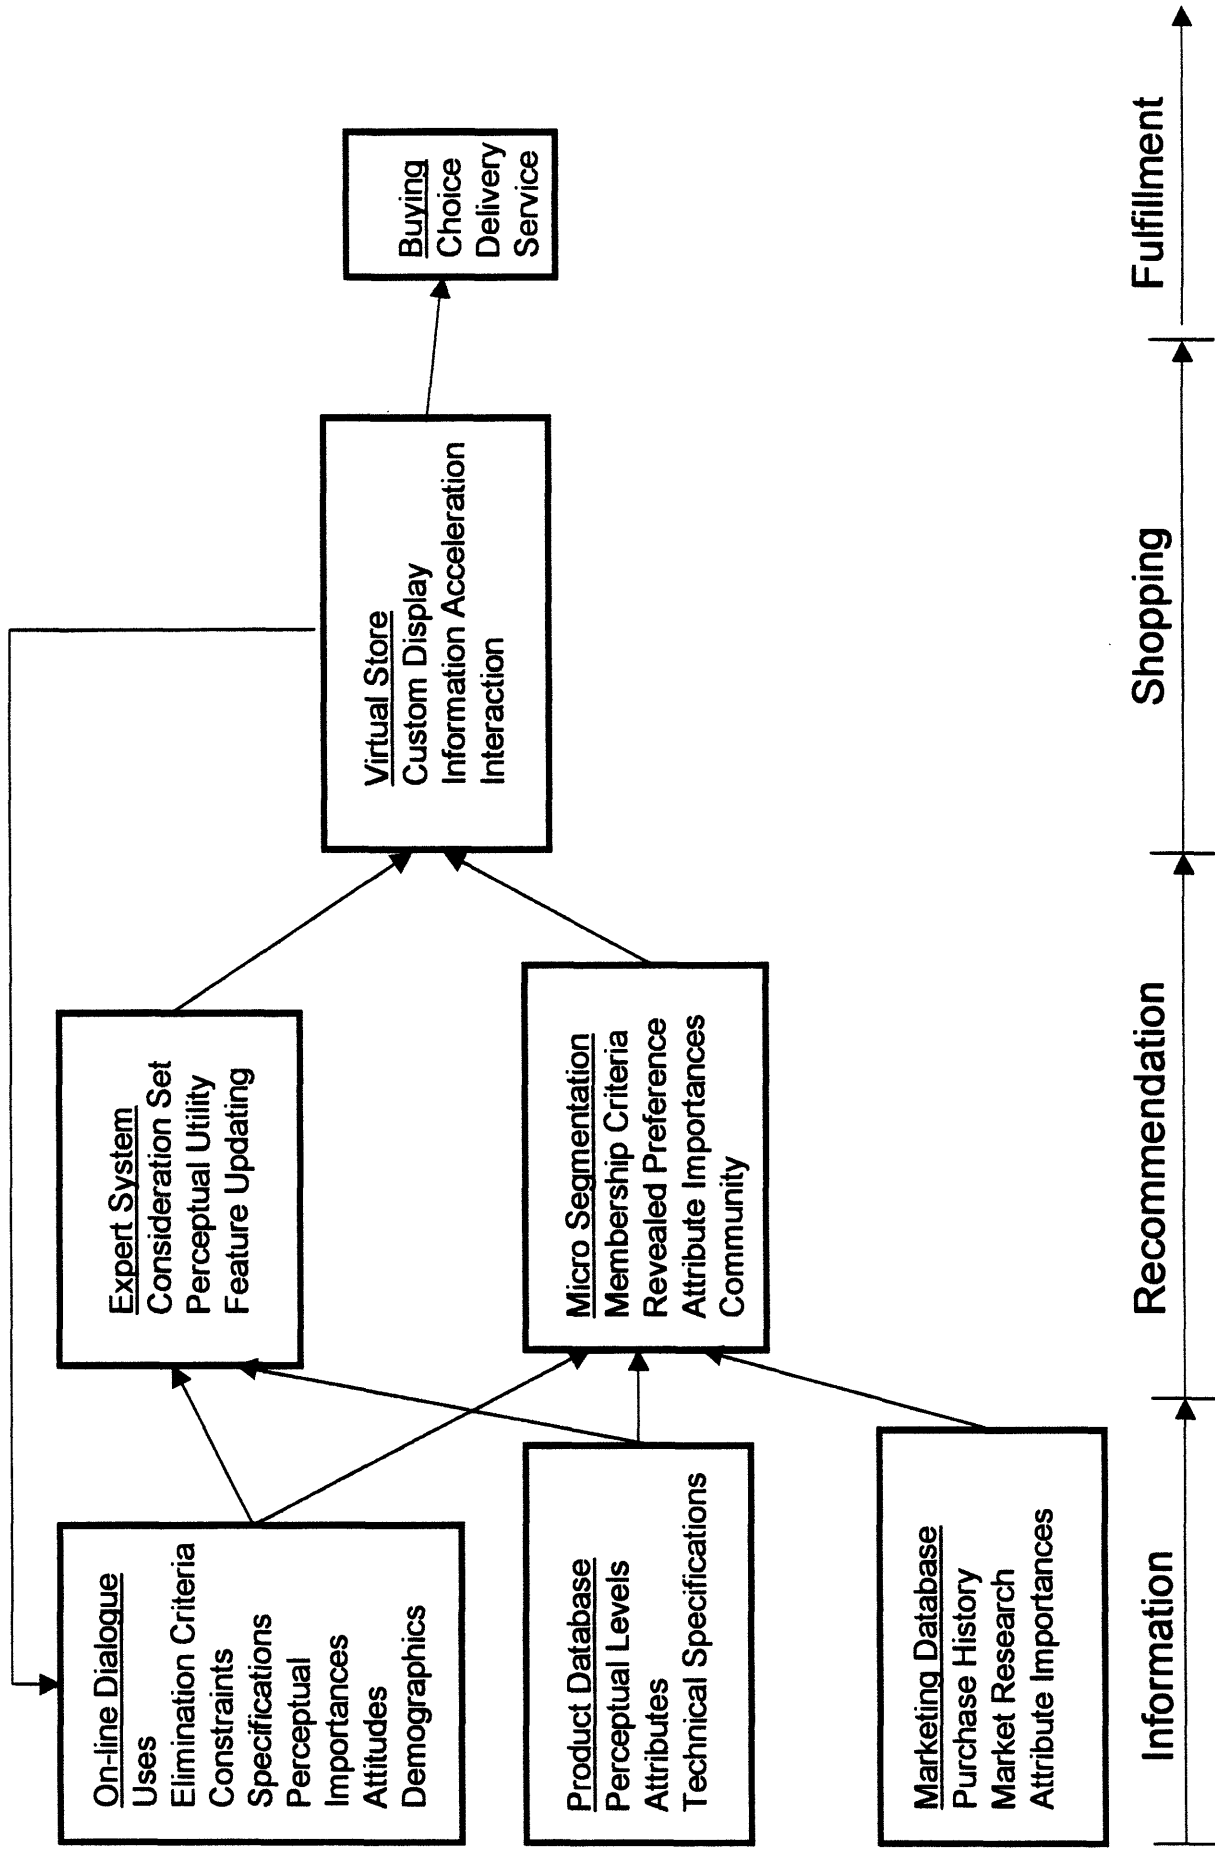 On-line Dialogue
Uses
Elimination Criteria
Constraints
Specifications
Perceptual
Importances
Attitudes
Demographics
Product Database
Perceptual Levels
Attributes
Technical Specifications
Marketing Database
Purchase History
Market Research
Attribute Importances
Expert System
Consideration Set
Perceptual Utility
Feature Updating
Micro Segmentation
Membership Criteria
Revealed Preference
Attribute Importances
Community
Virtual Store
Custom Display
Information Acceleration
Interaction
Buying
Choice
Delivery
Service
Information
Recommendation
Shopping
Fulfillment